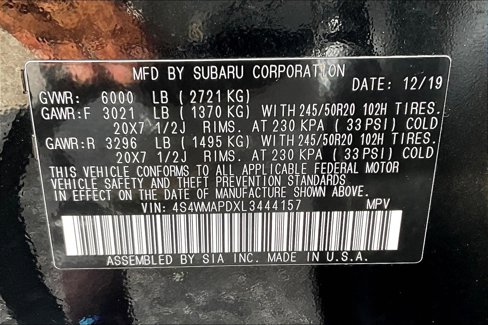 MFD BY SUBARU CORPORATION
DATE: 12/19
GVWR: 6000 LB (2721 KG)
GAWR:F 3021 LB (1370 KG) WITH 245/50R20 102H TIRES.
20X7 1/2J RIMS. AT 230 KPA (33 PSI) COLD
GAWR:R 3296 LB (1495 KG) WITH 245/50R20 102H TIRES.
20X7 1/2J RIMS. AT 230 KPA (33 PSI) COLD
THIS VEHICLE CONFORMS TO ALL APPLICABLE FEDERAL MOTOR
VEHICLE SAFETY AND THEFT PREVENTION STANDARDS
IN EFFECT ON THE DATE OF MANUFACTURE SHOWN ABOVE.
VIN: 4S4WMAPDXL3444157 MPV
ASSEMBLED BY SIA INC. MADE IN U.S.A.